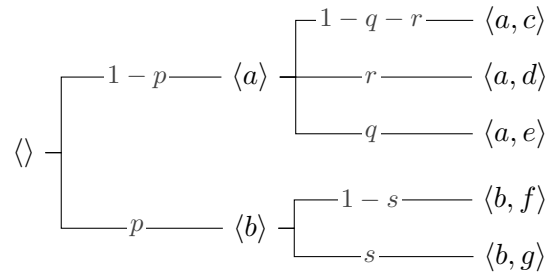 1 − q − r ⟨a, c⟩
1 − p ⟨a⟩ r ⟨a, d⟩
q ⟨a, e⟩
⟨⟩
1 − s ⟨b, f⟩
p ⟨b⟩
s ⟨b, g⟩